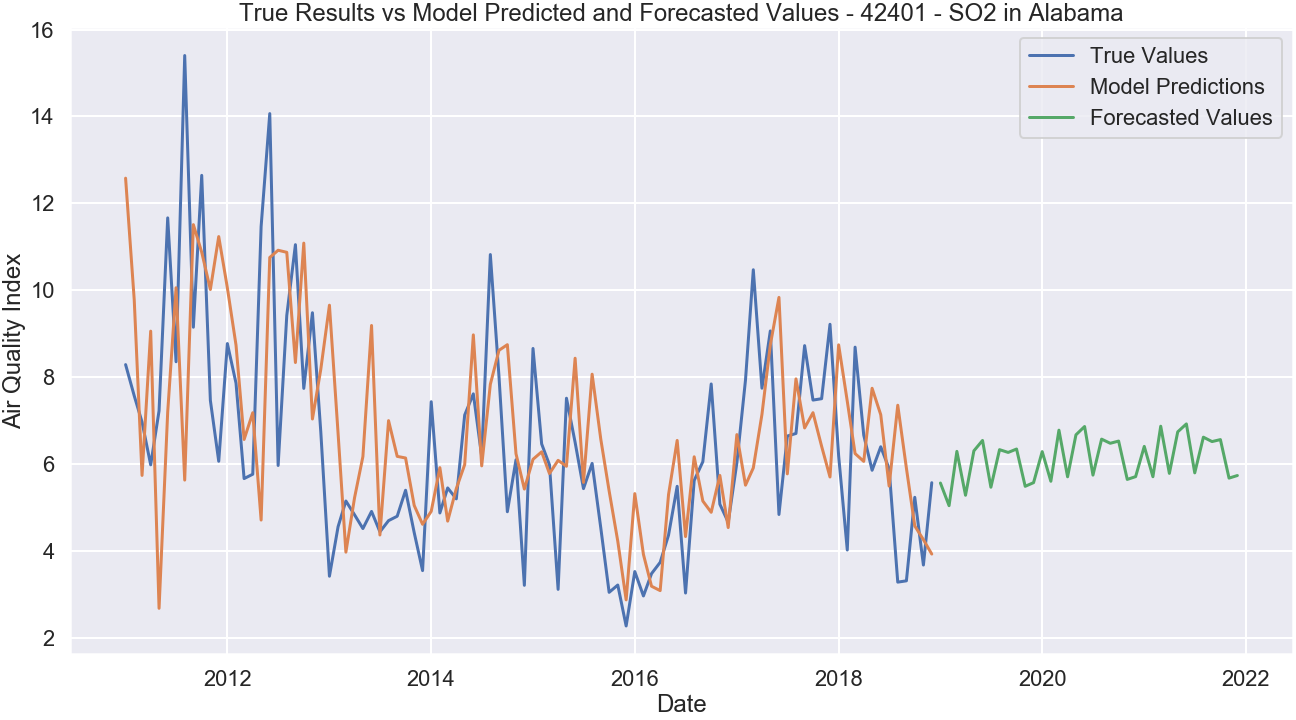 True Results vs Model Predicted and Forecasted Values - 42401 - SO2 in Alabama
16
14
12
10
8
6
4
2
Air Quality Index
True Values
Model Predictions
Forecasted Values
2012
2014
2016
2018
2020
2022
Date